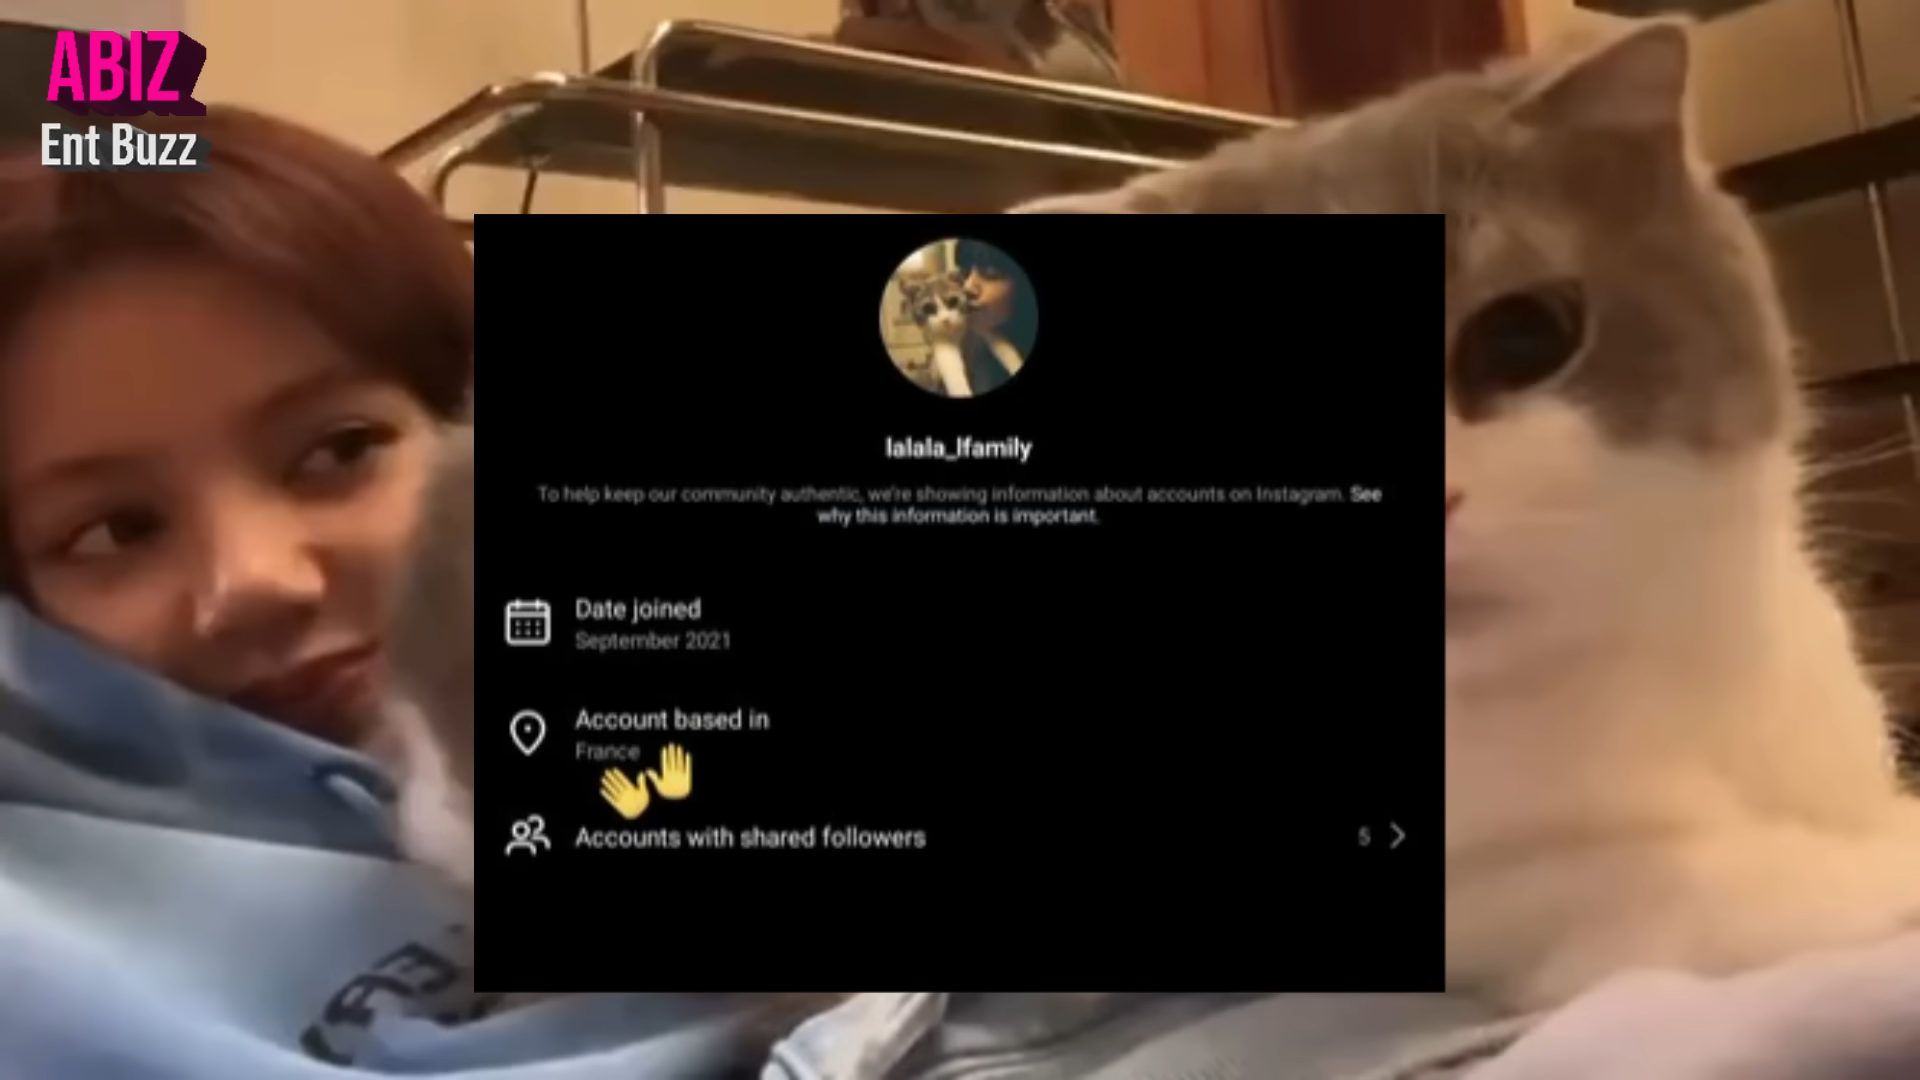 ABIZ
Ent Buzz
lalala_lfamily
To help keep our community authentic, we're showing information about accounts on Instagram. See
why this information is important.
Date joined
September 2021
Account based in
France
Accounts with shared followers
5